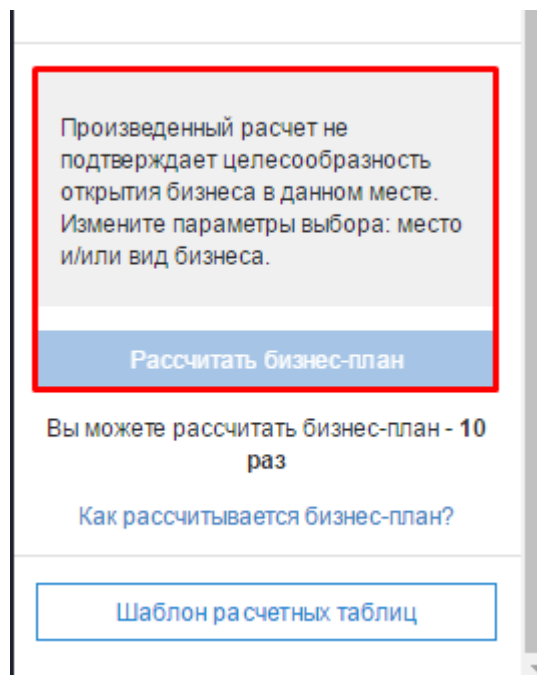 Произведенный расчет не
подтверждает целесообразность
открытия бизнеса в данном месте.
Измените параметры выбора: место
и/или вид бизнеса.
Рассчитать бизнес-план
Вы можете рассчитать бизнес-план - 10
раз
Как рассчитывается бизнес-план?
Шаблон расчетных таблиц